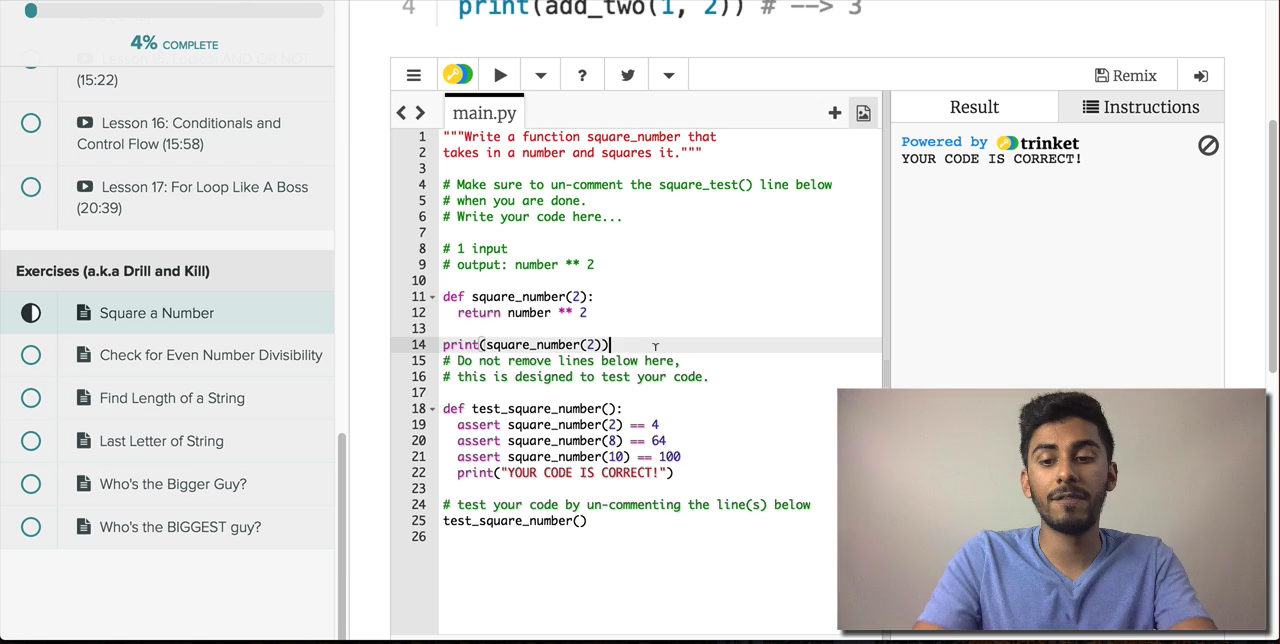 4% COMPLETE
(15:22)
Lesson 16: Conditionals and
Control Flow (15:58)
Lesson 17: For Loop Like A Boss
(20:39)
Exercises (a.k.a Drill and Kill)
Square a Number
Check for Even Number Divisibility
Find Length of a String
Last Letter of String
Who's the Bigger Guy?
Who's the BIGGEST guy?
4 print(add_two(1, 2)) # --> 3
? Remix
main.py
Result
Instructions
1 """Write a function square_number that
2 takes in a number and squares it."""
3
4 # Make sure to un-comment the square_test() line below
5 # when you are done.
6 # Write your code here...
7
8 # 1 input
9 # output: number ** 2
10
11 def square_number(2):
12 return number ** 2
13
14 print(square_number(2))
15 # Do not remove lines below here,
16 # this is designed to test your code.
17
18 def test_square_number():
19 assert square_number(2) == 4
20 assert square_number(8) == 64
21 assert square_number(10) == 100
22 print("YOUR CODE IS CORRECT!")
23
24 # test your code by un-commenting the line(s) below
25 test_square_number()
26
Powered by trinket
YOUR CODE IS CORRECT!